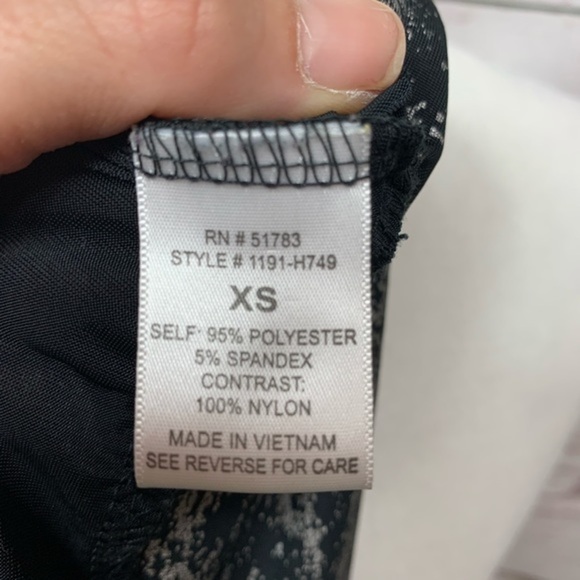 RN # 51783
STYLE # 1191-H749
XS
SELF: 95% POLYESTER
5% SPANDEX
CONTRAST:
100% NYLON
MADE IN VIETNAM
SEE REVERSE FOR CARE